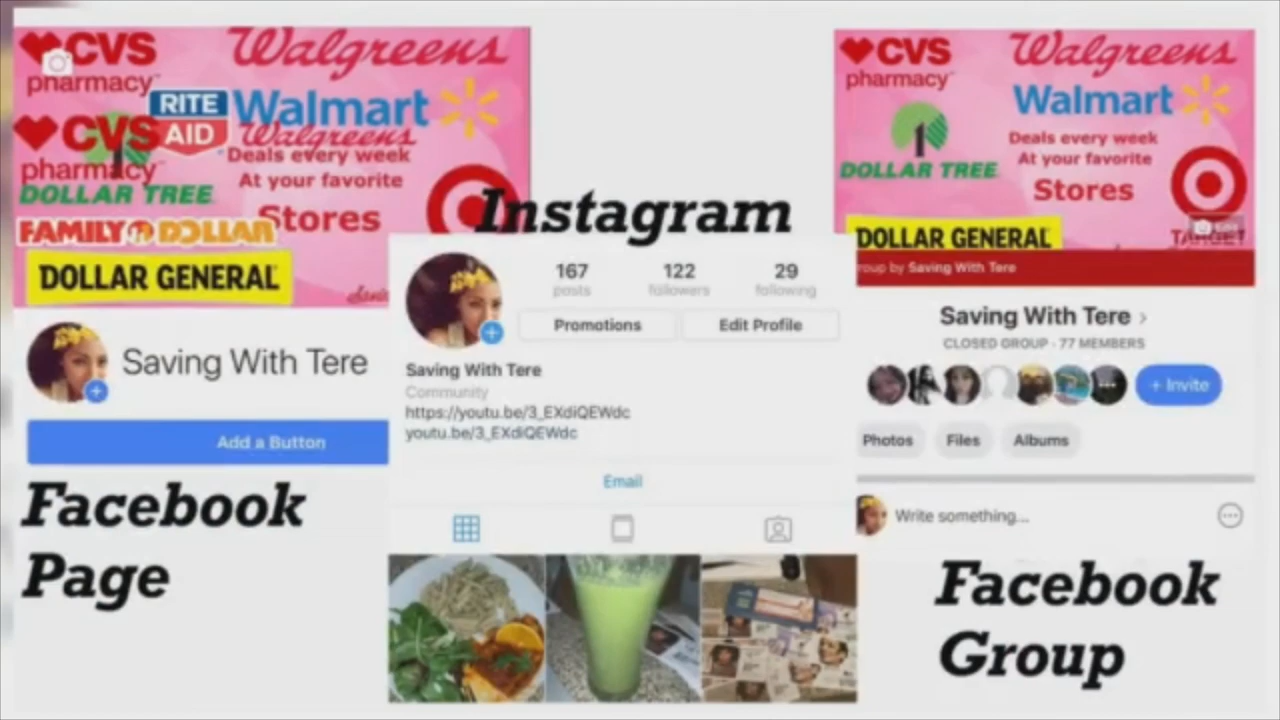 CVS
pharmacy
Walgreens
RITE
AID
Walmart
CVS
pharmacy
Walgreens
Deals every week
At your favorite
Stores
DOLLAR TREE
FAMILY DOLLAR
DOLLAR GENERAL
Saving With Tere
Add a Button
Facebook
Page
Instagram
167 122 29
posts followers following
Promotions Edit Profile
Saving With Tere
Community
https://youtu.be/3_EXdiQEWdc
youtu.be/3_EXdiQEWdc
Email
CVS
pharmacy
Walgreens
Walmart
Deals every week
At your favorite
Stores
DOLLAR TREE
DOLLAR GENERAL
TARGET
roup by Saving With Tere
Saving With Tere
CLOSED GROUP · 77 MEMBERS
+ Invite
Photos Files Albums
Write something...
Facebook
Group